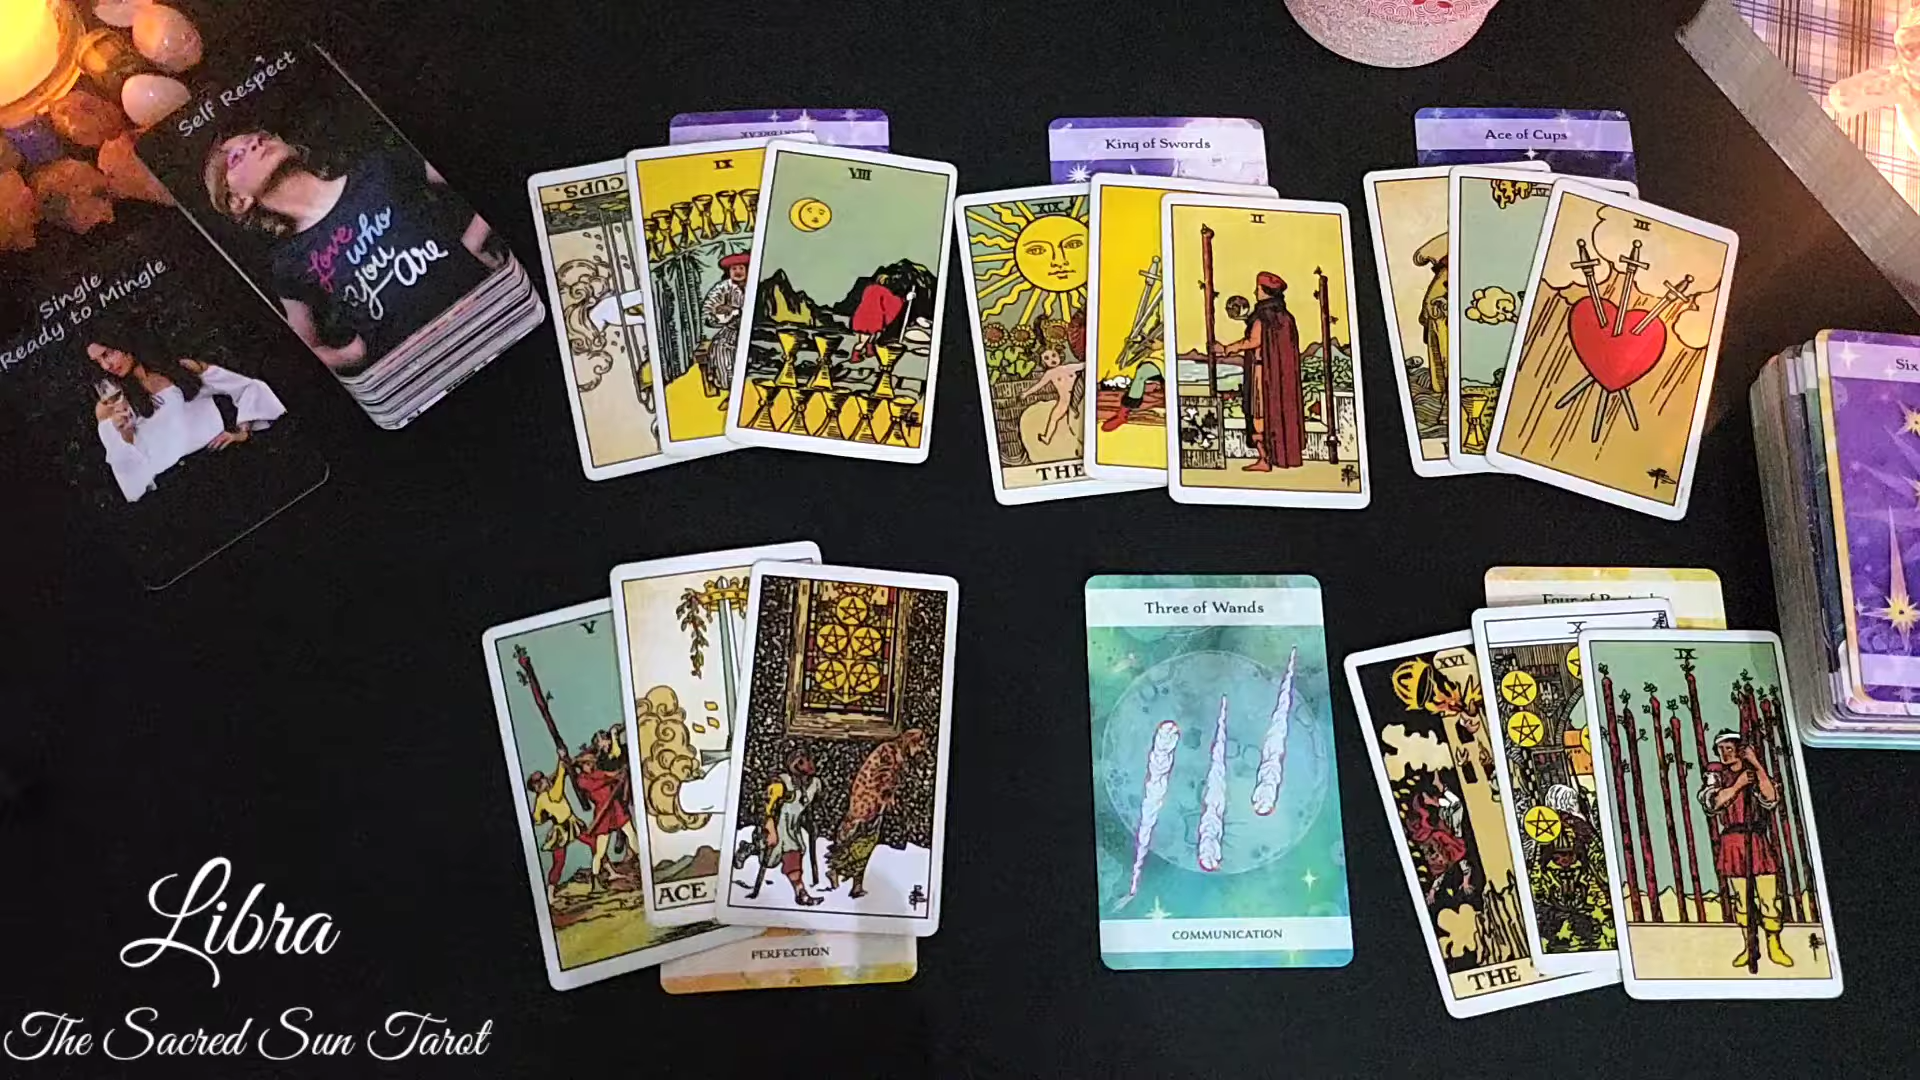 Self Respect
Love
who
you
are
Single
Ready to Mingle
CUPS.
IX
VIII
King of Swords
XIX
THE
II
Ace of Cups
III
Six
V
ACE
PERFECTION
Three of Wands
COMMUNICATION
XVI
THE
X
IX
Libra
The Sacred Sun Tarot